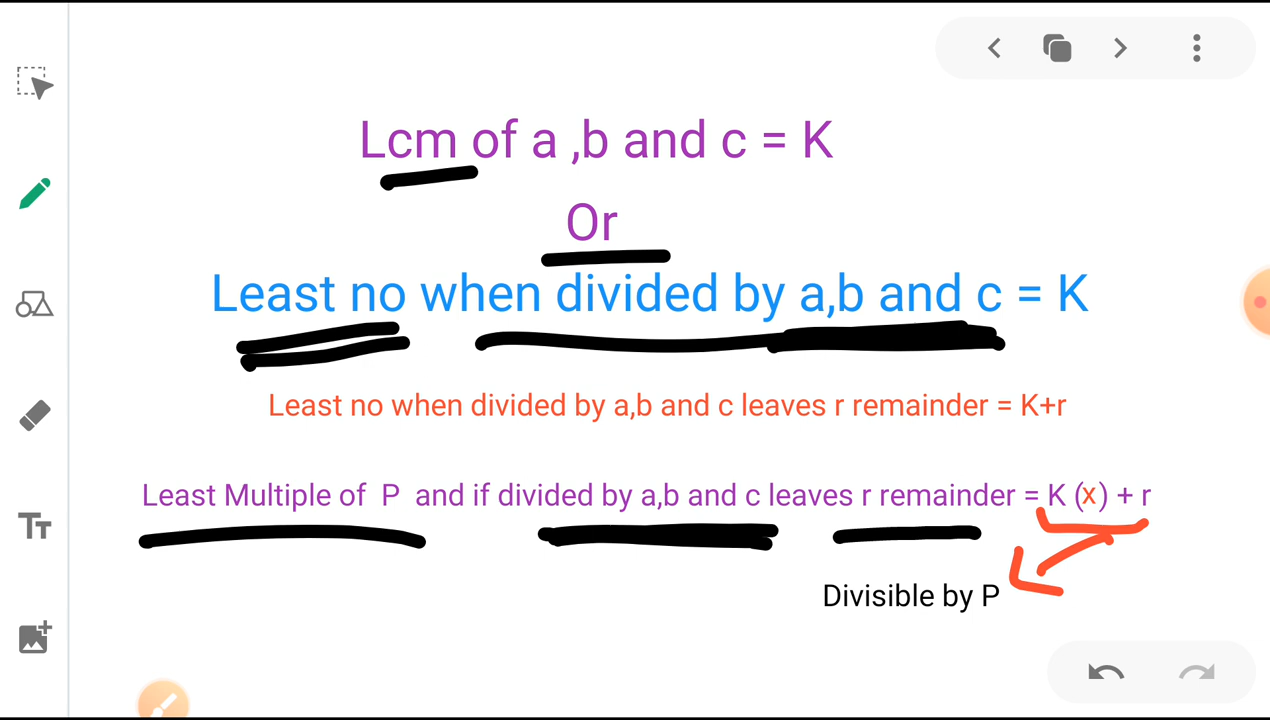 Lcm of a ,b and c = K
Or
Least no when divided by a,b and c = K
Least no when divided by a,b and c leaves r remainder = K+r
Least Multiple of P and if divided by a,b and c leaves r remainder = K (x) + r
Divisible by P
Tт